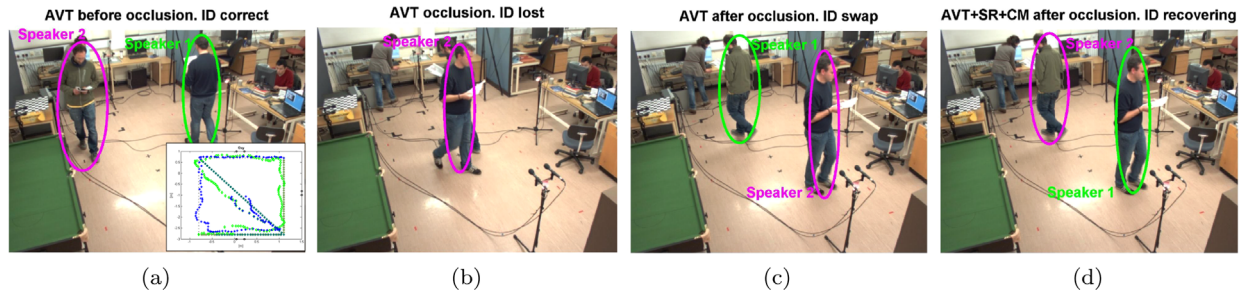 AVT before occlusion. ID correct
AVT occlusion. ID lost
AVT after occlusion. ID swap
AVT+SR+CM after occlusion. ID recovering
Speaker 2
Speaker 1
Speaker 2
Speaker 1
Speaker 2
Speaker 2
Speaker 1
(a)
(b)
(c)
(d)